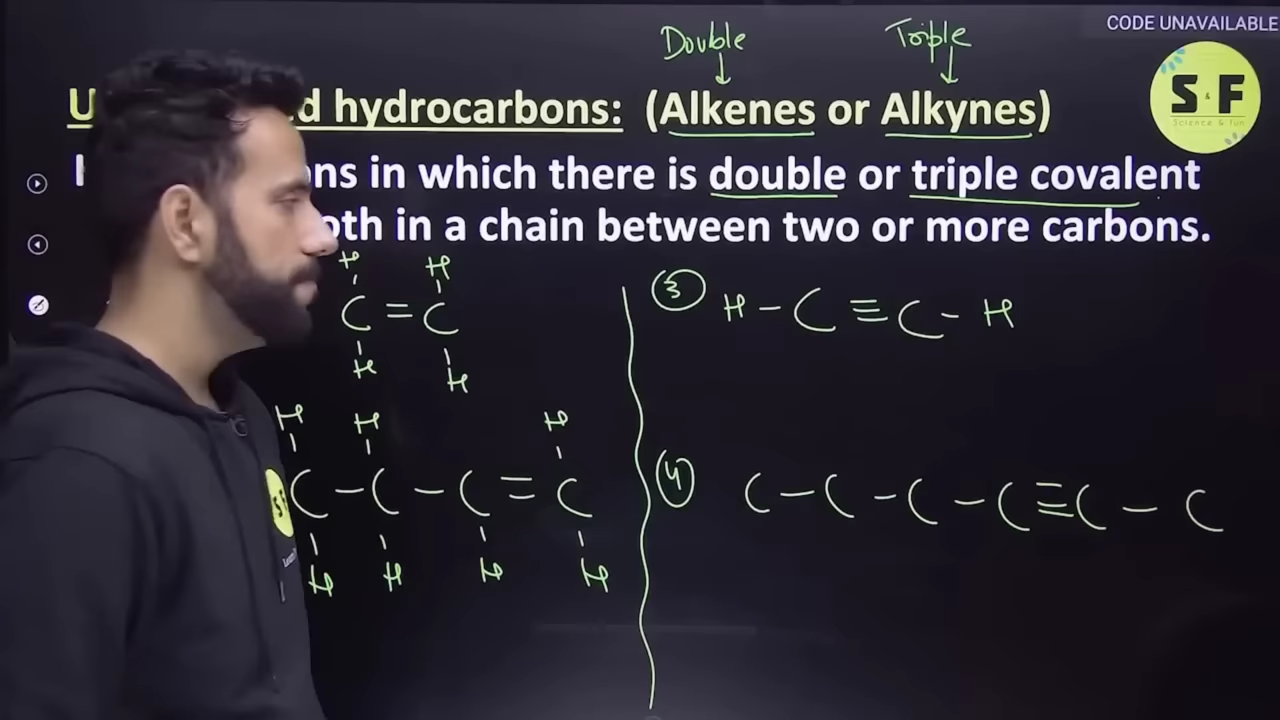 CODE UNAVAILABLE
Double Triple
d hydrocarbons: (Alkenes or Alkynes)
S&F
Science & fun
ns in which there is double or triple covalent
oth in a chain between two or more carbons.
H H
C = C
H H
3 H - C ≡ C - H
H H H
C - C - C = C
H H H H
4 C - C - C - C ≡ C - C